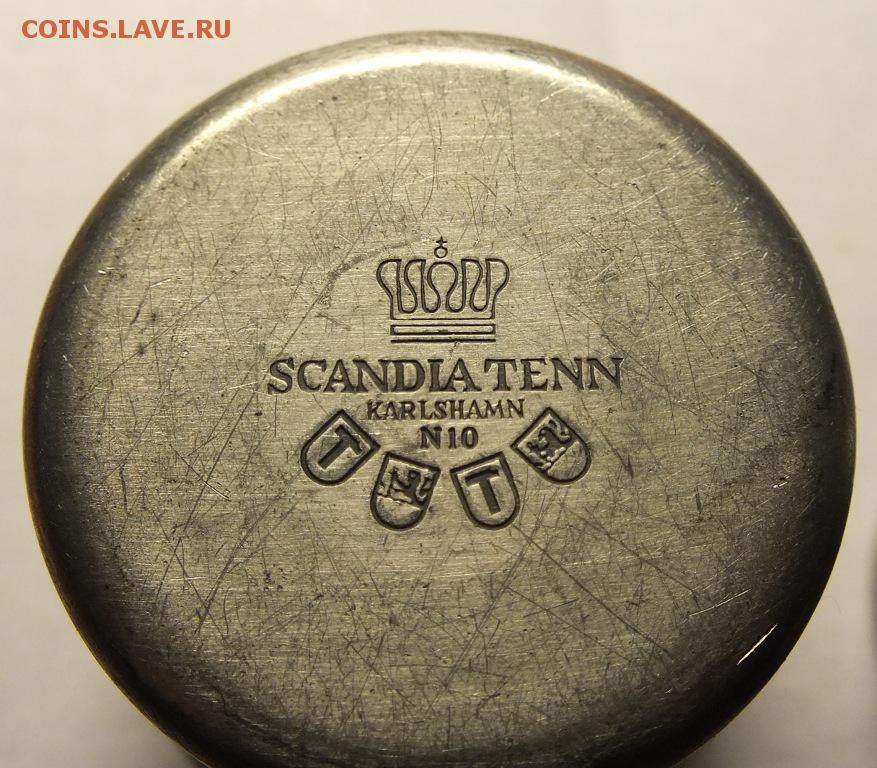 COINS.LAVE.RU
SCANDIA TENN
KARLSHAMN
N10
T T